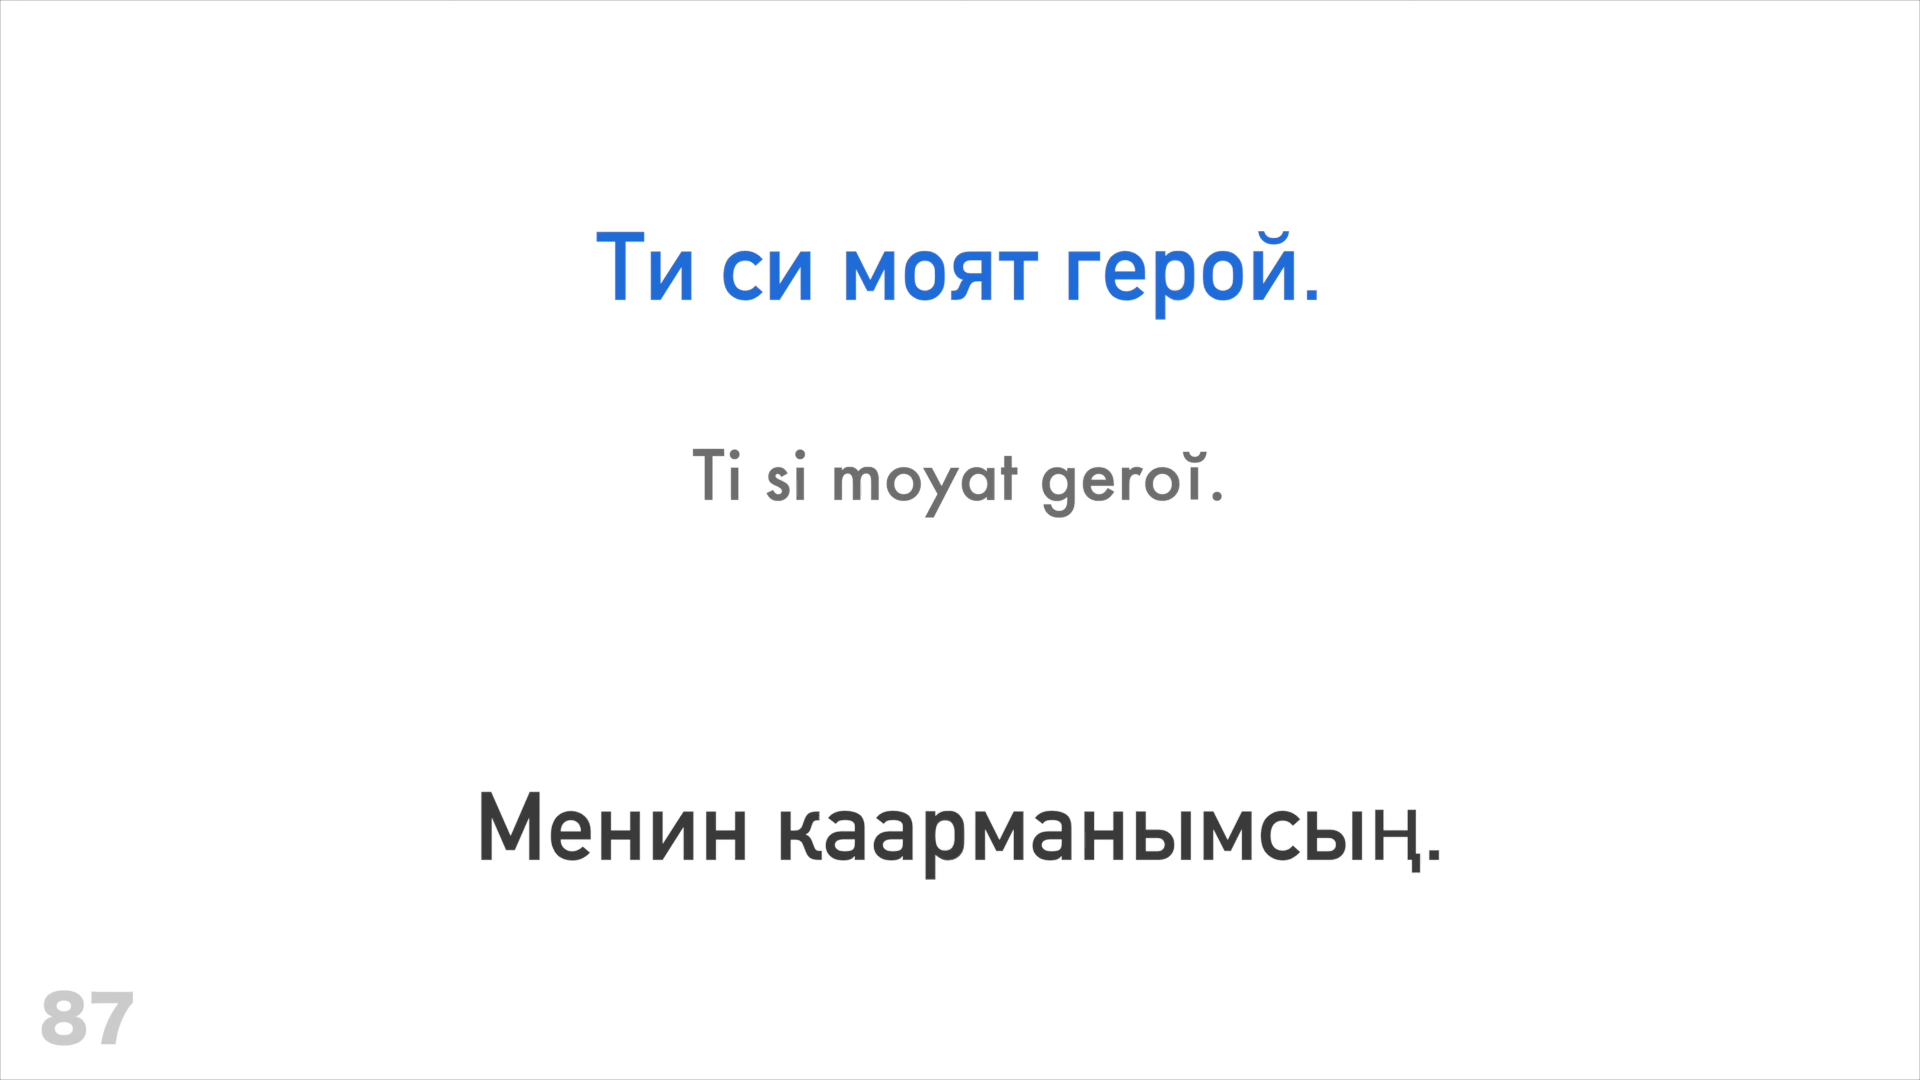 Ти си моят герой.
Ti si moyat geroĭ.
Менин каарманымсың.
87